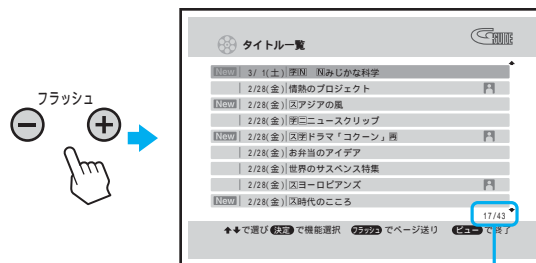 フラッシュ
タイトル一覧
G GUIDE
New 3/ 1(土) 字N Nみじかな科学
2/28(金) 情熱のプロジェクト
New 2/28(金) 図アジアの風
2/28(金) 字二ニュースクリップ
New 2/28(金) 図字ドラマ「コクーン」再
2/28(金) お弁当のアイデア
2/28(金) 世界のサスペンス特集
2/28(金) 図ヨーロピアンズ
New 2/28(金) 図時代のこころ
17/43
で選び 決定 で機能選択 フラッシュ でページ送り ビュー で終了